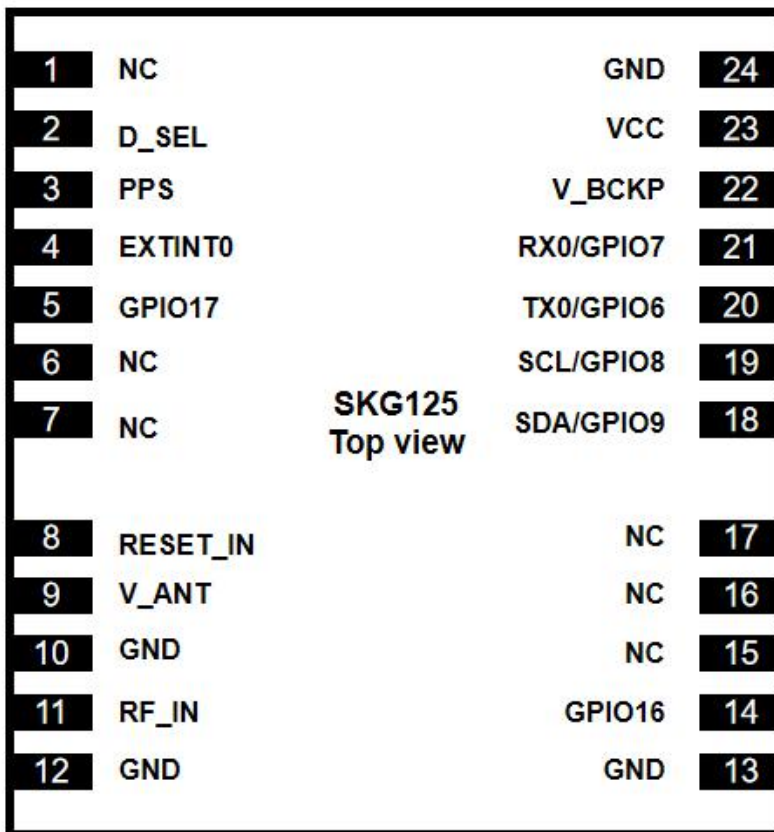 1 NC GND 24
2 D_SEL VCC 23
3 PPS V_BCKP 22
4 EXTINT0 RX0/GPIO7 21
5 GPIO17 TX0/GPIO6 20
6 NC SCL/GPIO8 19
7 NC SDA/GPIO9 18
SKG125
Top view
8 RESET_IN NC 17
9 V_ANT NC 16
10 GND NC 15
11 RF_IN GPIO16 14
12 GND GND 13